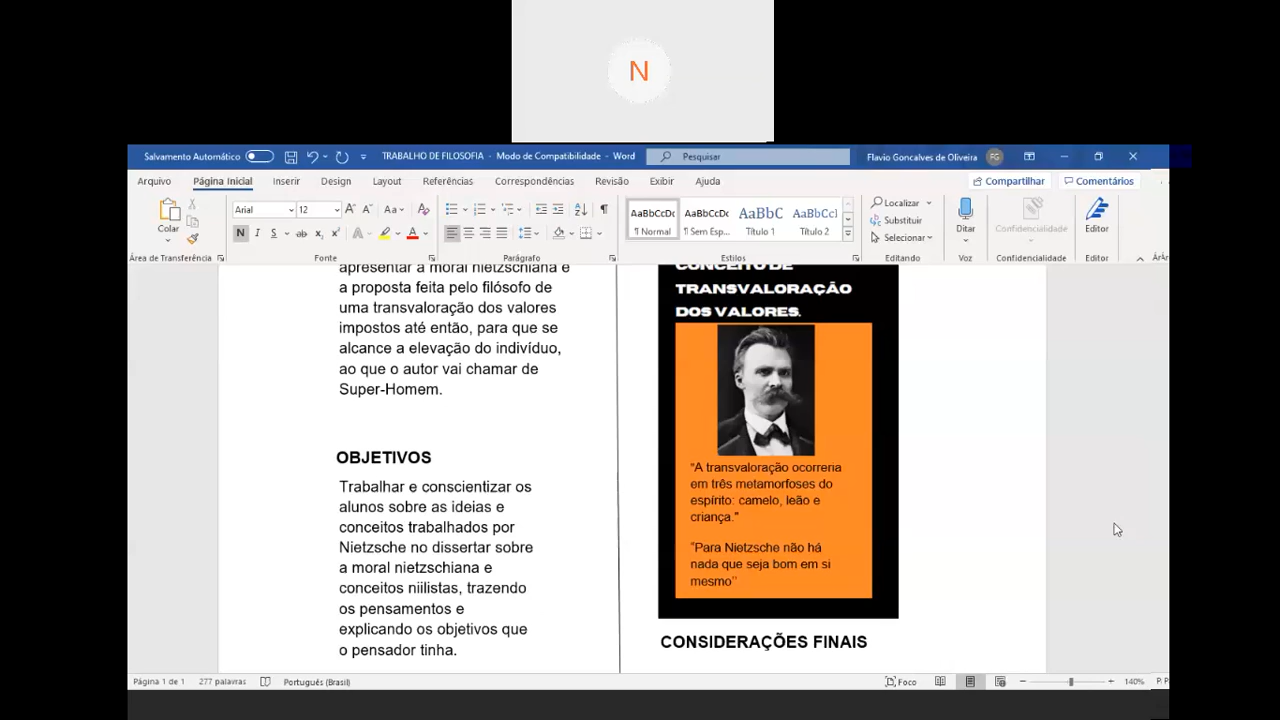 N
Salvamento Automático
TRABALHO DE FILOSOFIA - Modo de Compatibilidade - Word
Pesquisar
Flavio Goncalves de Oliveira
FG
Arquivo
Página Inicial
Inserir
Design
Layout
Referências
Correspondências
Revisão
Exibir
Ajuda
Compartilhar
Comentários
Colar
Arial
12
Aa
N I S ab x, x²
AaBbCcDc
AaBbCcDc
AaBbC
AaBbCcI
¶ Normal
¶ Sem Esp...
Título 1
Título 2
Localizar
Substituir
Selecionar
Ditar
Confidencialidade
Editor
Área de Transferência
Fonte
Parágrafo
Estilos
Editando
Voz
Confidencialidade
Editor
apresentar a moral nietzschiana e
a proposta feita pelo filósofo de
uma transvaloração dos valores
impostos até então, para que se
alcance a elevação do indivíduo,
ao que o autor vai chamar de
Super-Homem.
OBJETIVOS
Trabalhar e conscientizar os
alunos sobre as ideias e
conceitos trabalhados por
Nietzsche no dissertar sobre
a moral nietzschiana e
conceitos niilistas, trazendo
os pensamentos e
explicando os objetivos que
o pensador tinha.
CONCEITO DE
TRANSVALORAÇÃO
DOS VALORES.
"A transvaloração ocorreria
em três metamorfoses do
espírito: camelo, leão e
criança."
"Para Nietzsche não há
nada que seja bom em si
mesmo"
CONSIDERAÇÕES FINAIS
Página 1 de 1
277 palavras
Português (Brasil)
Foco
140%